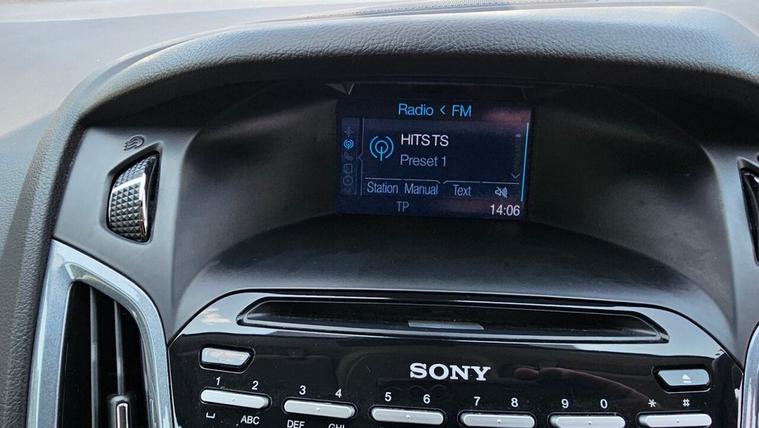 Radio < FM
HITS TS
Preset 1
Station Manual Text
TP 14:06
SONY
1 2 3 4 5 6 7 8 9 0 * #
ABC DEF